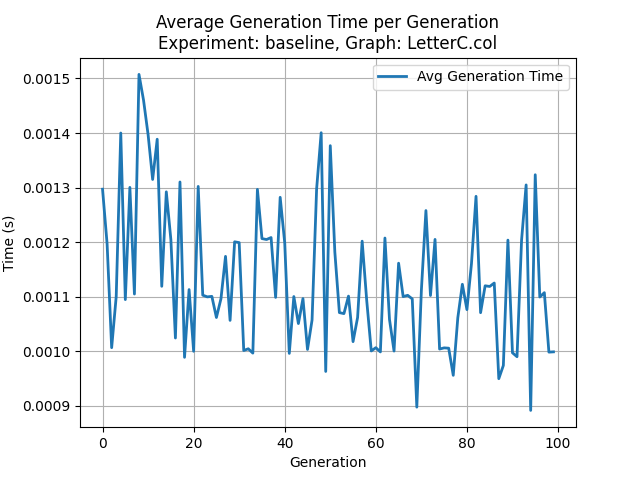 Average Generation Time per Generation
Experiment: baseline, Graph: LetterC.col
Avg Generation Time
Time (s)
0.0015
0.0014
0.0013
0.0012
0.0011
0.0010
0.0009
0 20 40 60 80 100
Generation